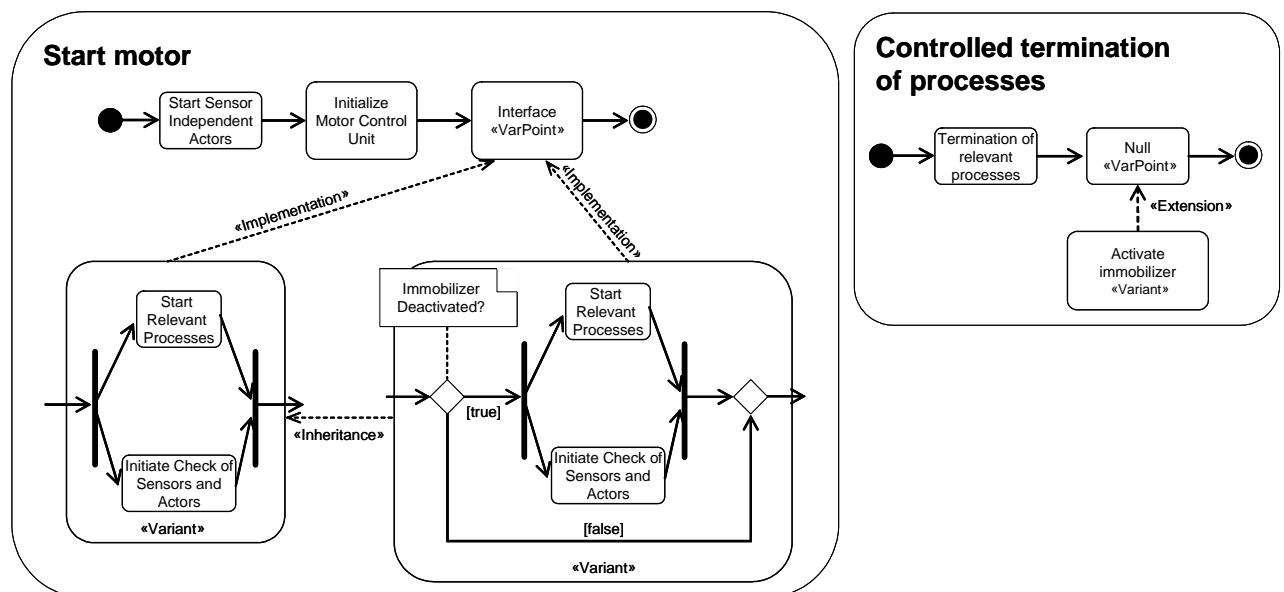 Start motor
Start Sensor
Independent
Actors
Initialize
Motor Control
Unit
Interface
«VarPoint»
«Implementation»
«Implementation»
Start
Relevant
Processes
Initiate Check of
Sensors and
Actors
«Variant»
«Inheritance»
Immobilizer
Deactivated?
[true]
Start
Relevant
Processes
Initiate Check of
Sensors and
Actors
[false]
«Variant»
Controlled termination
of processes
Termination of
relevant
processes
Null
«VarPoint»
«Extension»
Activate
immobilizer
«Variant»